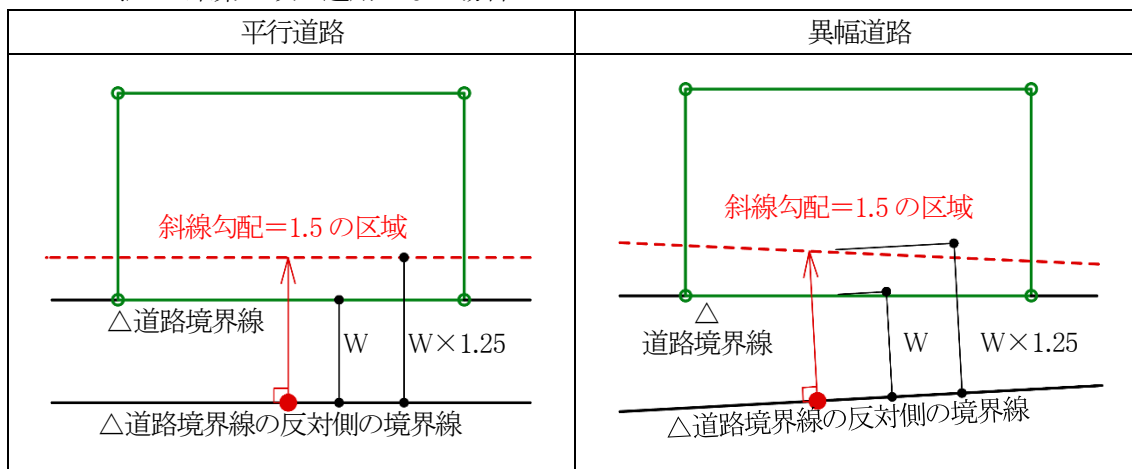 平行道路
異幅道路
斜線勾配=1.5の区域
△道路境界線
W
W×1.25
△道路境界線の反対側の境界線
斜線勾配=1.5の区域
△
道路境界線
W
W×1.25
△道路境界線の反対側の境界線